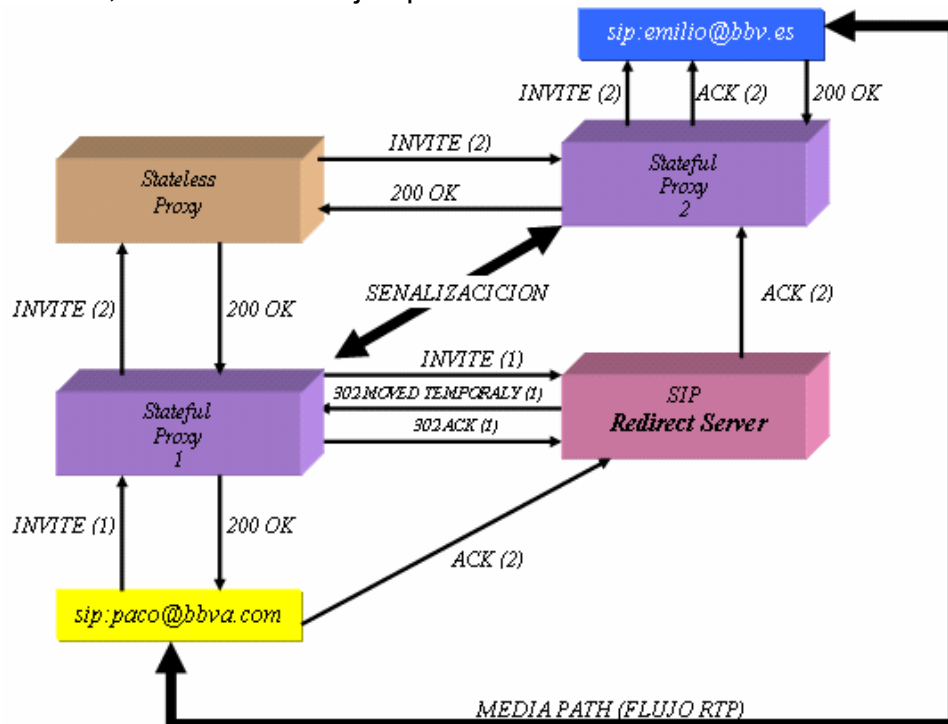 sip:emilio@bbv.es
INVITE (2)
ACK (2)
200 OK
Stateless
Proxy
INVITE (2)
200 OK
Stateful
Proxy
2
INVITE (2)
200 OK
SENALIZACICION
ACK (2)
Stateful
Proxy
1
INVITE (1)
302 MOVED TEMPORALY (1)
302 ACK (1)
SIP
Redirect Server
INVITE (1)
200 OK
ACK (2)
sip:paco@bbva.com
MEDIA PATH (FLUJO RTP)